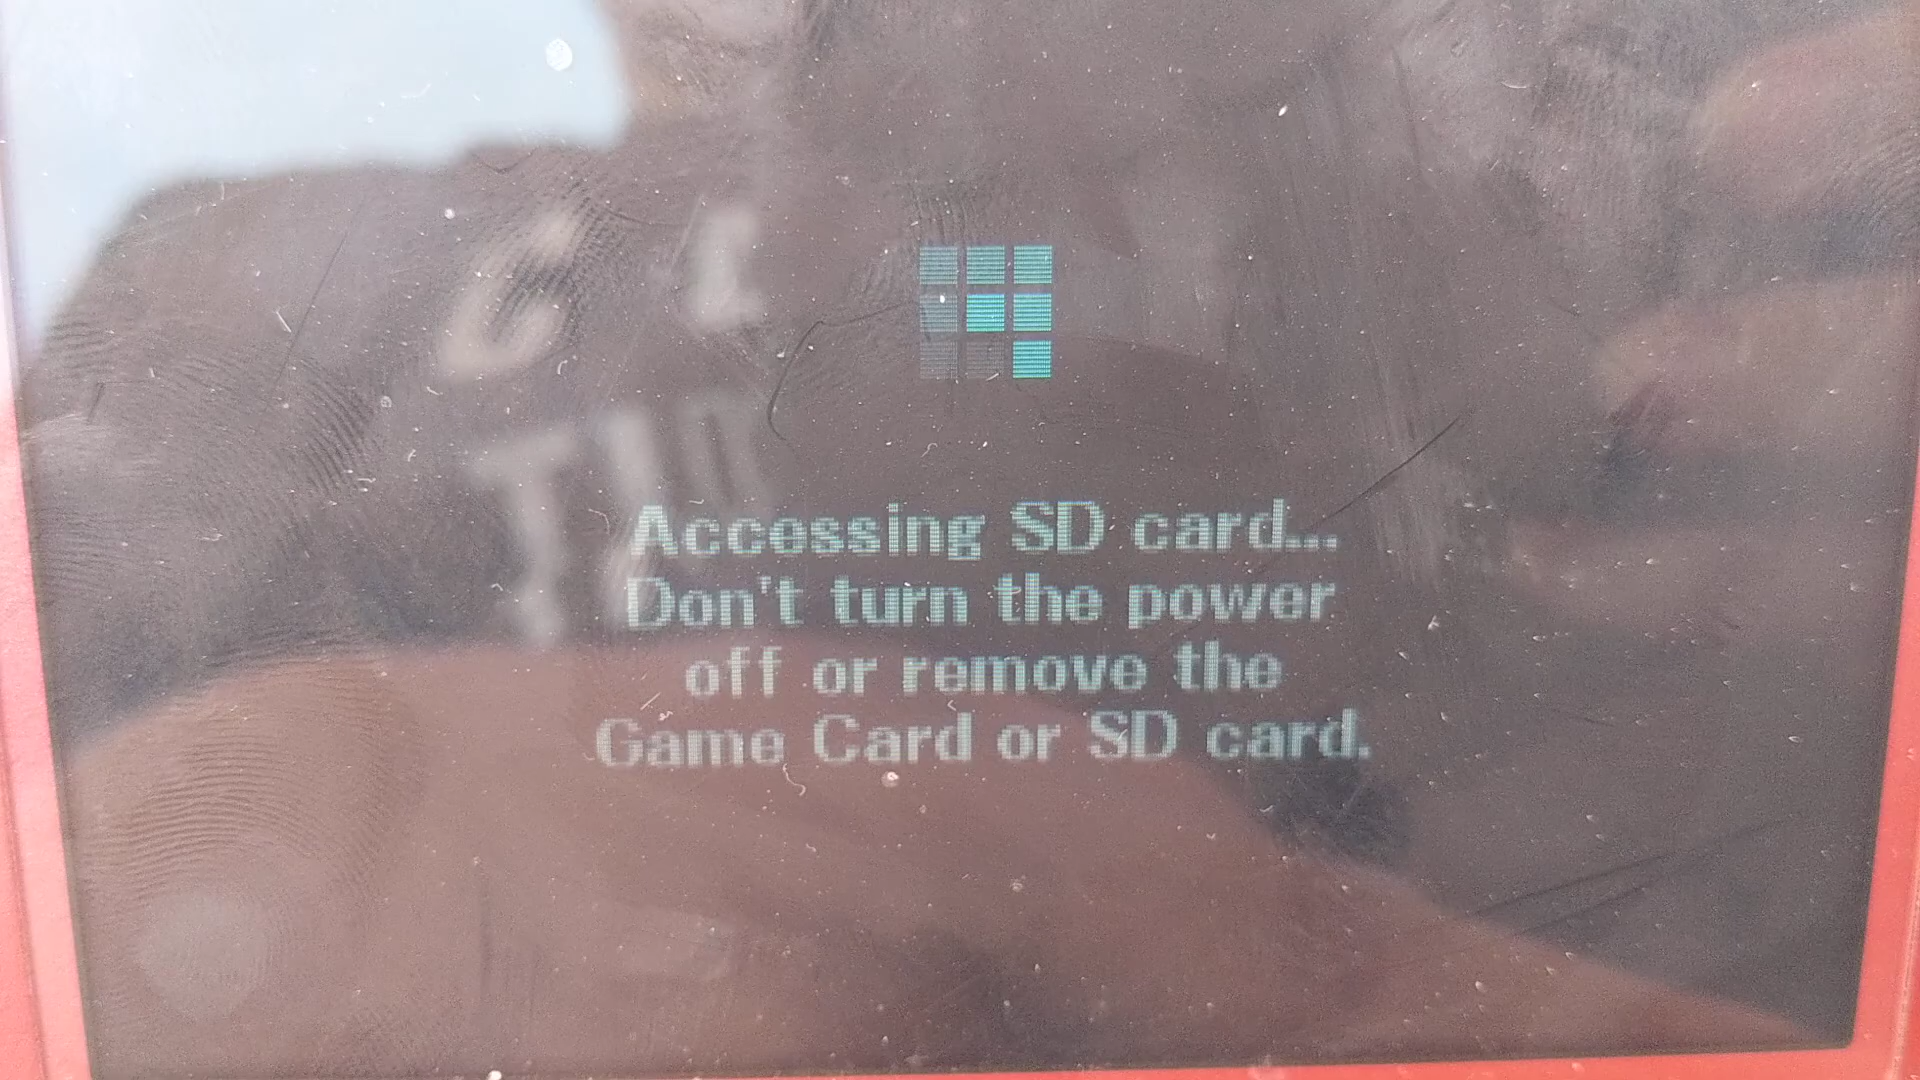 Accessing SD card...
Don't turn the power
off or remove the
Game Card or SD card.